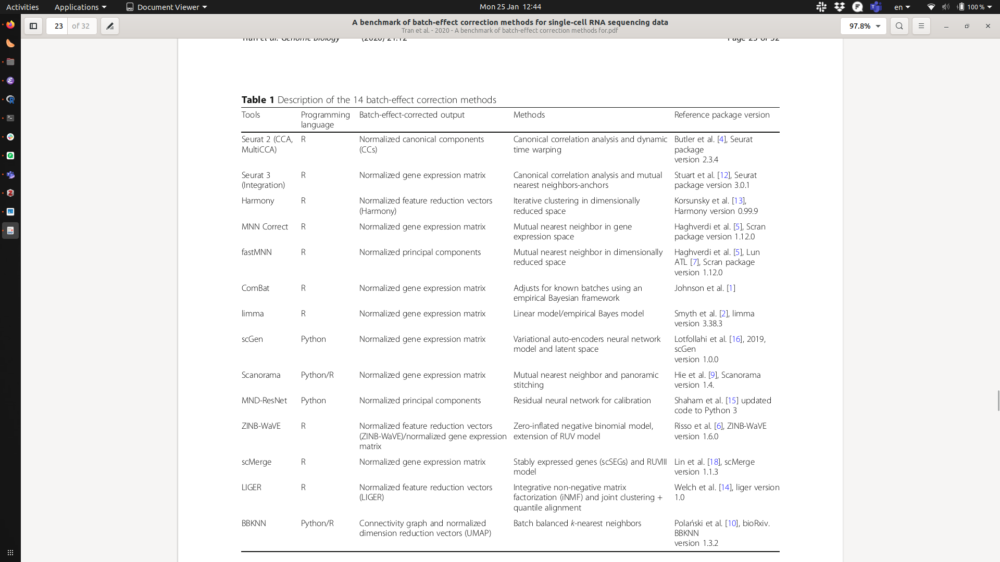 Activities Applications Document Viewer Mon 25 Jan 12:44 en 100 %
23 of 32 A benchmark of batch-effect correction methods for single-cell RNA sequencing data 97.8%
Tran et al. - 2020 - A benchmark of batch-effect correction methods for.pdf
Tran et al. Genome Biology (2020) 21:12 Page 23 of 32
Table 1 Description of the 14 batch-effect correction methods
Tools Programming Batch-effect-corrected output Methods Reference package version
language
Seurat 2 (CCA, R Normalized canonical components Canonical correlation analysis and dynamic Butler et al. [4], Seurat
MultiCCA) (CCs) time warping package
version 2.3.4
Seurat 3 R Normalized gene expression matrix Canonical correlation analysis and mutual Stuart et al. [12], Seurat
(Integration) nearest neighbors-anchors package version 3.0.1
Harmony R Normalized feature reduction vectors Iterative clustering in dimensionally Korsunsky et al. [13],
(Harmony) reduced space Harmony version 0.99.9
MNN Correct R Normalized gene expression matrix Mutual nearest neighbor in gene Haghverdi et al. [5], Scran
expression space package version 1.12.0
fastMNN R Normalized principal components Mutual nearest neighbor in dimensionally Haghverdi et al. [5], Lun
reduced space ATL [7], Scran package
version 1.12.0
ComBat R Normalized gene expression matrix Adjusts for known batches using an Johnson et al. [1]
empirical Bayesian framework
limma R Normalized gene expression matrix Linear model/empirical Bayes model Smyth et al. [2], limma
version 3.38.3
scGen Python Normalized gene expression matrix Variational auto-encoders neural network Lotfollahi et al. [16], 2019,
model and latent space scGen
version 1.0.0
Scanorama Python/R Normalized gene expression matrix Mutual nearest neighbor and panoramic Hie et al. [9], Scanorama
stitching version 1.4.
MND-ResNet Python Normalized principal components Residual neural network for calibration Shaham et al. [15] updated
code to Python 3
ZINB-WaVE R Normalized feature reduction vectors Zero-inflated negative binomial model, Risso et al. [6], ZINB-WaVE
(ZINB-WaVE)/normalized gene expression extension of RUV model version 1.6.0
matrix
scMerge R Normalized gene expression matrix Stably expressed genes (scSEGs) and RUVIII Lin et al. [18], scMerge
model version 1.1.3
LIGER R Normalized feature reduction vectors Integrative non-negative matrix Welch et al. [14], liger version
(LIGER) factorization (iNMF) and joint clustering + 1.0
quantile alignment
BBKNN Python/R Connectivity graph and normalized Batch balanced k-nearest neighbors Polański et al. [10], bioRxiv.
dimension reduction vectors (UMAP) BBKNN
version 1.3.2